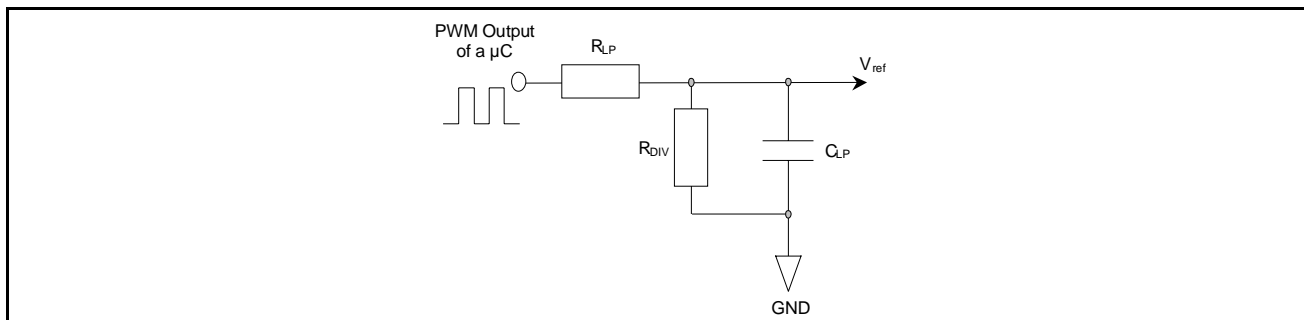 PWM Output
of a µC
RLP
Vref
RDIV
CLP
GND